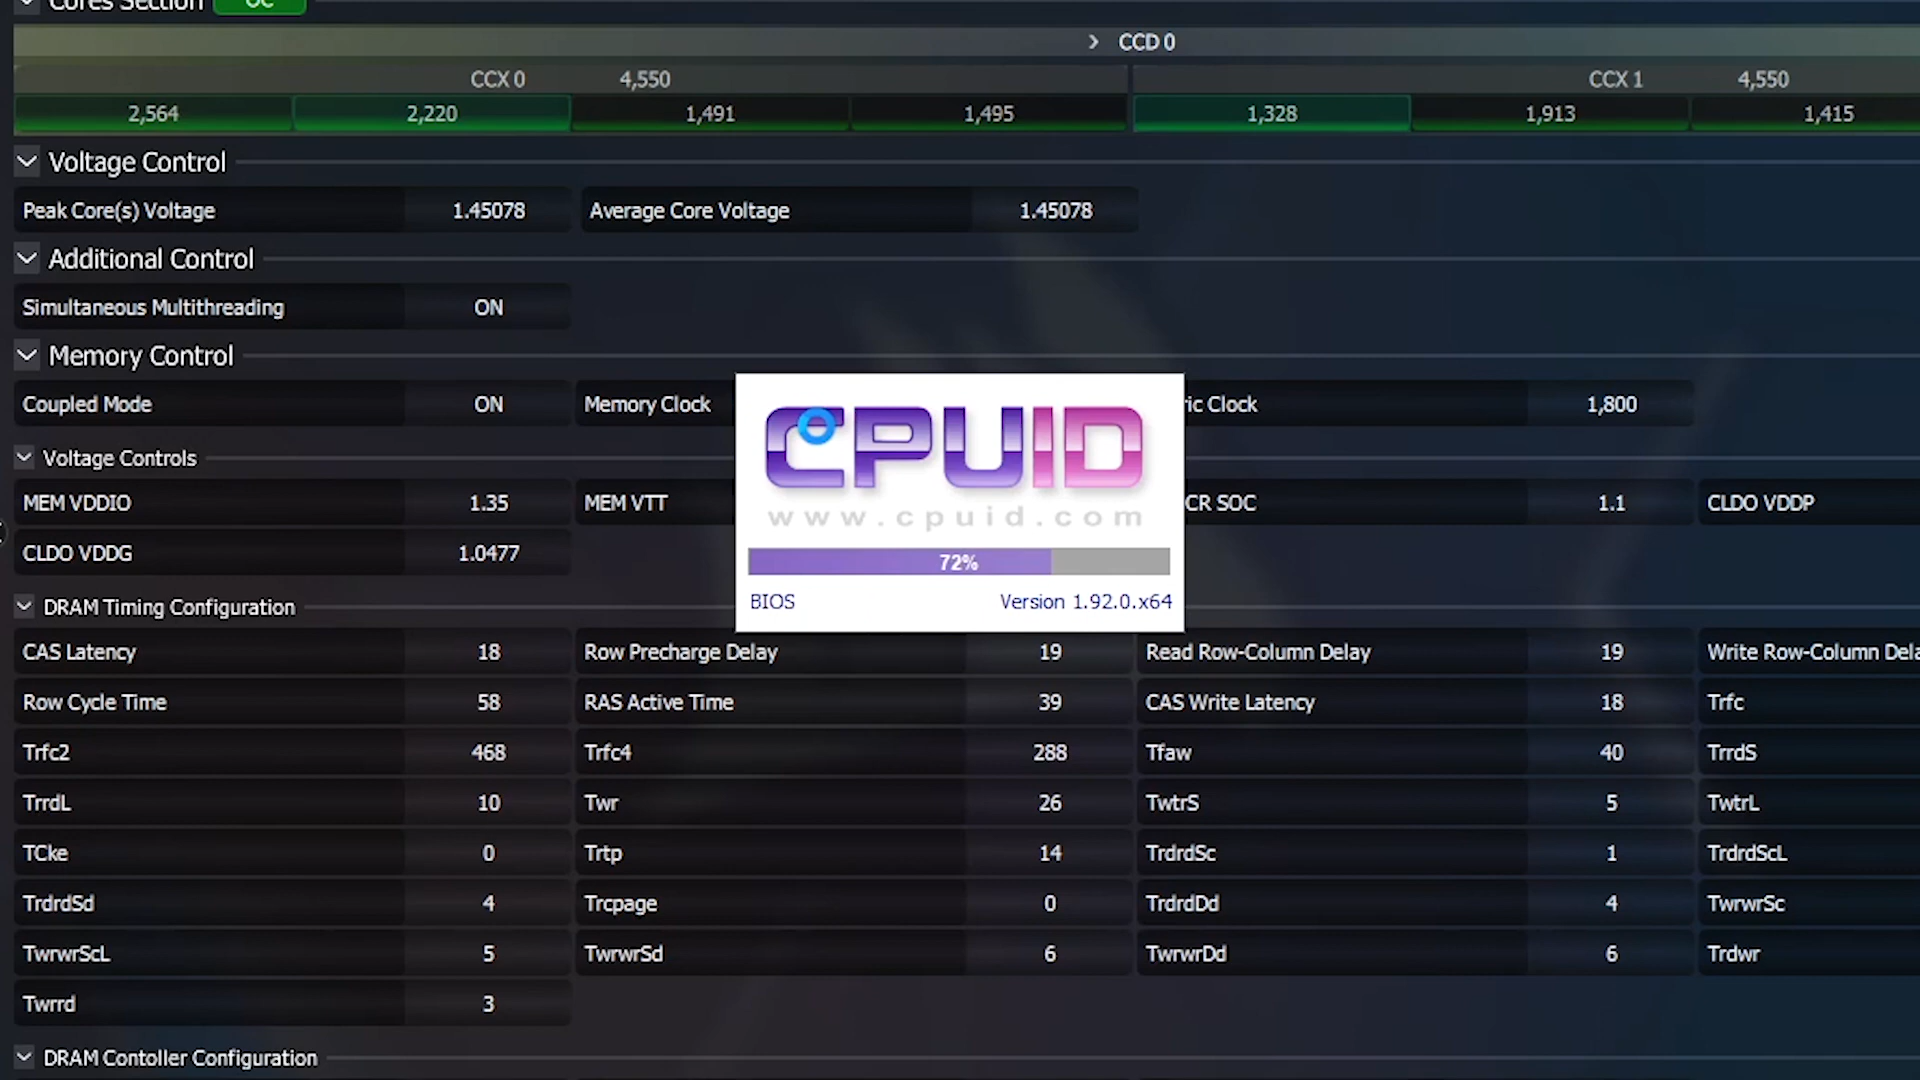 Cores Section OC
CCD 0
CCX 0 4,550 CCX 1 4,550
2,564 2,220 1,491 1,495 1,328 1,913 1,415
Voltage Control
Peak Core(s) Voltage 1.45078 Average Core Voltage 1.45078
Additional Control
Simultaneous Multithreading ON
Memory Control
Coupled Mode ON Memory Clock ric Clock 1,800
Voltage Controls
MEM VDDIO 1.35 MEM VTT CR SOC 1.1 CLDO VDDP
CLDO VDDG 1.0477
CPUID
www.cpuid.com
72%
BIOS Version 1.92.0.x64
DRAM Timing Configuration
CAS Latency 18 Row Precharge Delay 19 Read Row-Column Delay 19 Write Row-Column Dela
Row Cycle Time 58 RAS Active Time 39 CAS Write Latency 18 Trfc
Trfc2 468 Trfc4 288 Tfaw 40 TrrdS
TrrdL 10 Twr 26 TwtrS 5 TwtrL
TCke 0 Trtp 14 TrdrdSc 1 TrdrdScL
TrdrdSd 4 Trcpage 0 TrdrdDd 4 TwrwrSc
TwrwrScL 5 TwrwrSd 6 TwrwrDd 6 Trdwr
Twrrd 3
DRAM Contoller Configuration